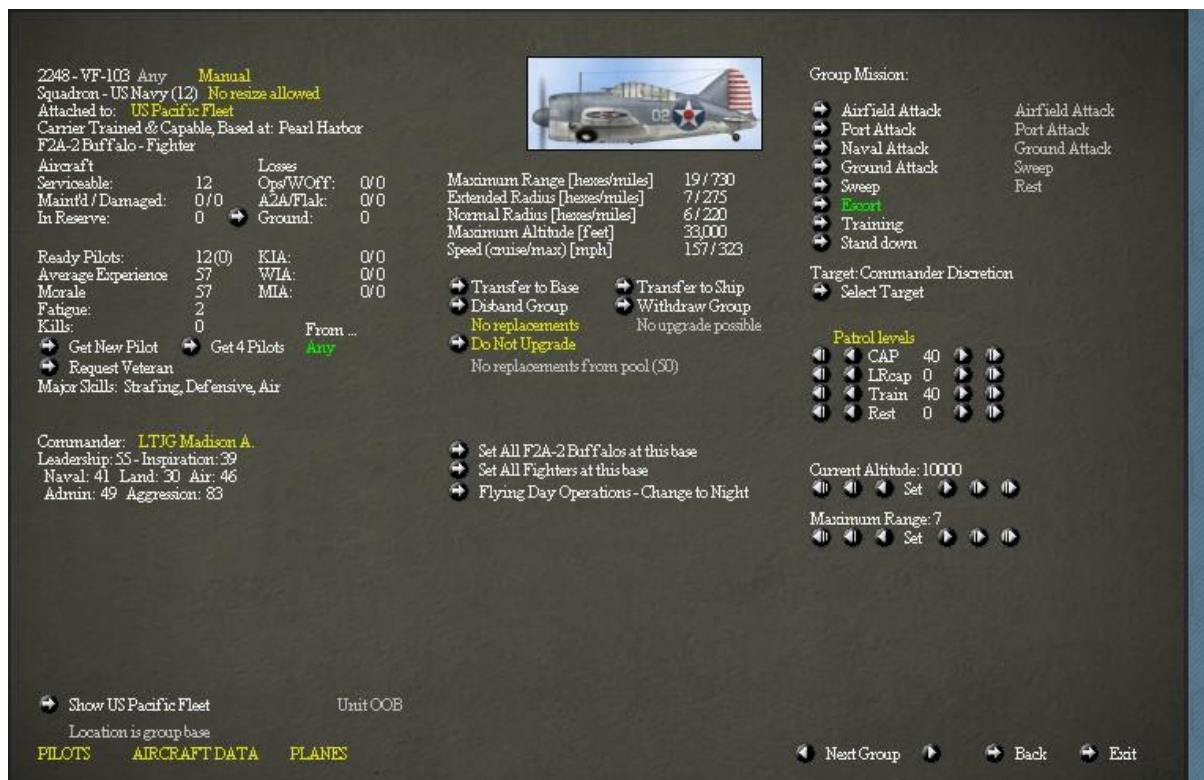 2248 - VF-103 Any Manual
Squadron - US Navy (12) No resize allowed
Attached to: US Pacific Fleet
Carrier Trained & Capable, Based at: Pearl Harbor
F2A-2 Buffalo - Fighter
Aircraft Losses
Serviceable: 12 Ops/WOff: 0/0
Maint'd / Damaged: 0/0 A2A/Flak: 0/0
In Reserve: 0 Ground: 0
Ready Pilots: 12(0) KIA: 0/0
Average Experience 57 WIA: 0/0
Morale 57 MIA: 0/0
Fatigue: 2
Kills: 0 From ...
Get New Pilot Get 4 Pilots Any
Request Veteran
Major Skills: Strafing, Defensive, Air
Commander: LTJG Madison A.
Leadership: 55 - Inspiration: 39
Naval: 41 Land: 30 Air: 46
Admin: 49 Aggression: 83
Show US Pacific Fleet Unit OOB
Location is group base
PILOTS AIRCRAFT DATA PLANES
02
Maximum Range [hexes/miles] 19 / 730
Extended Radius [hexes/miles] 7 / 275
Normal Radius [hexes/miles] 6 / 220
Maximum Altitude [feet] 33,000
Speed (cruise/max) [mph] 157 / 323
Transfer to Base Transfer to Ship
Disband Group Withdraw Group
No replacements No upgrade possible
Do Not Upgrade
No replacements from pool (50)
Set All F2A-2 Buffalos at this base
Set All Fighters at this base
Flying Day Operations - Change to Night
Group Mission:
Airfield Attack Airfield Attack
Port Attack Port Attack
Naval Attack Ground Attack
Ground Attack Sweep
Sweep Rest
Escort
Training
Stand down
Target: Commander Discretion
Select Target
Patrol levels
CAP 40
LRcap 0
Train 40
Rest 0
Current Altitude: 10000
Set
Maximum Range: 7
Set
Next Group Back Exit